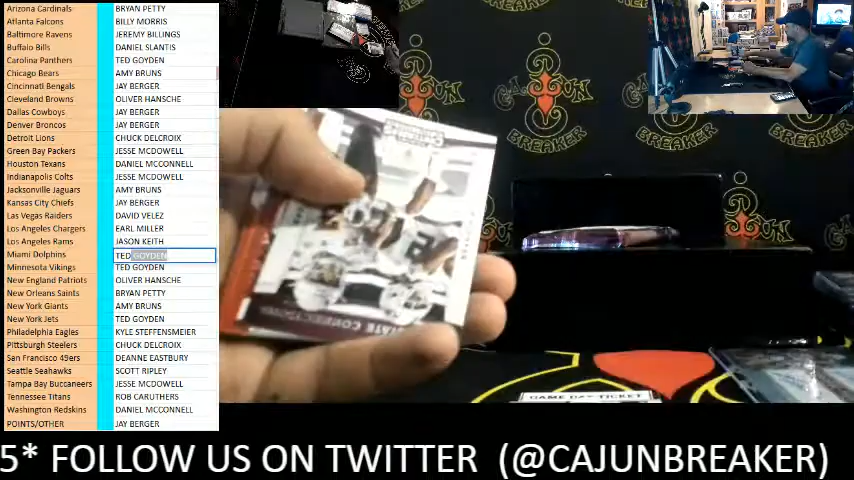 Arizona Cardinals BRYAN PETTY
Atlanta Falcons BILLY MORRIS
Baltimore Ravens JEREMY BILLINGS
Buffalo Bills DANIEL SLANTIS
Carolina Panthers TED GOYDEN
Chicago Bears AMY BRUNS
Cincinnati Bengals JAY BERGER
Cleveland Browns OLIVER HANSCHE
Dallas Cowboys JAY BERGER
Denver Broncos JAY BERGER
Detroit Lions CHUCK DELCROIX
Green Bay Packers JESSE MCDOWELL
Houston Texans DANIEL MCCONNELL
Indianapolis Colts JESSE MCDOWELL
Jacksonville Jaguars AMY BRUNS
Kansas City Chiefs JAY BERGER
Las Vegas Raiders DAVID VELEZ
Los Angeles Chargers EARL MILLER
Los Angeles Rams JASON KEITH
Miami Dolphins TED GOYDEN
Minnesota Vikings TED GOYDEN
New England Patriots OLIVER HANSCHE
New Orleans Saints BRYAN PETTY
New York Giants AMY BRUNS
New York Jets TED GOYDEN
Philadelphia Eagles KYLE STEFFENSMEIER
Pittsburgh Steelers CHUCK DELCROIX
San Francisco 49ers DEANNE EASTBURY
Seattle Seahawks SCOTT RIPLEY
Tampa Bay Buccaneers JESSE MCDOWELL
Tennessee Titans ROB CARUTHERS
Washington Redskins DANIEL MCCONNELL
POINTS/OTHER JAY BERGER
CAJUN
BREAKER
BREAKER
BREAKER
GAME DAY TICKET
5* FOLLOW US ON TWITTER (@CAJUNBREAKER)